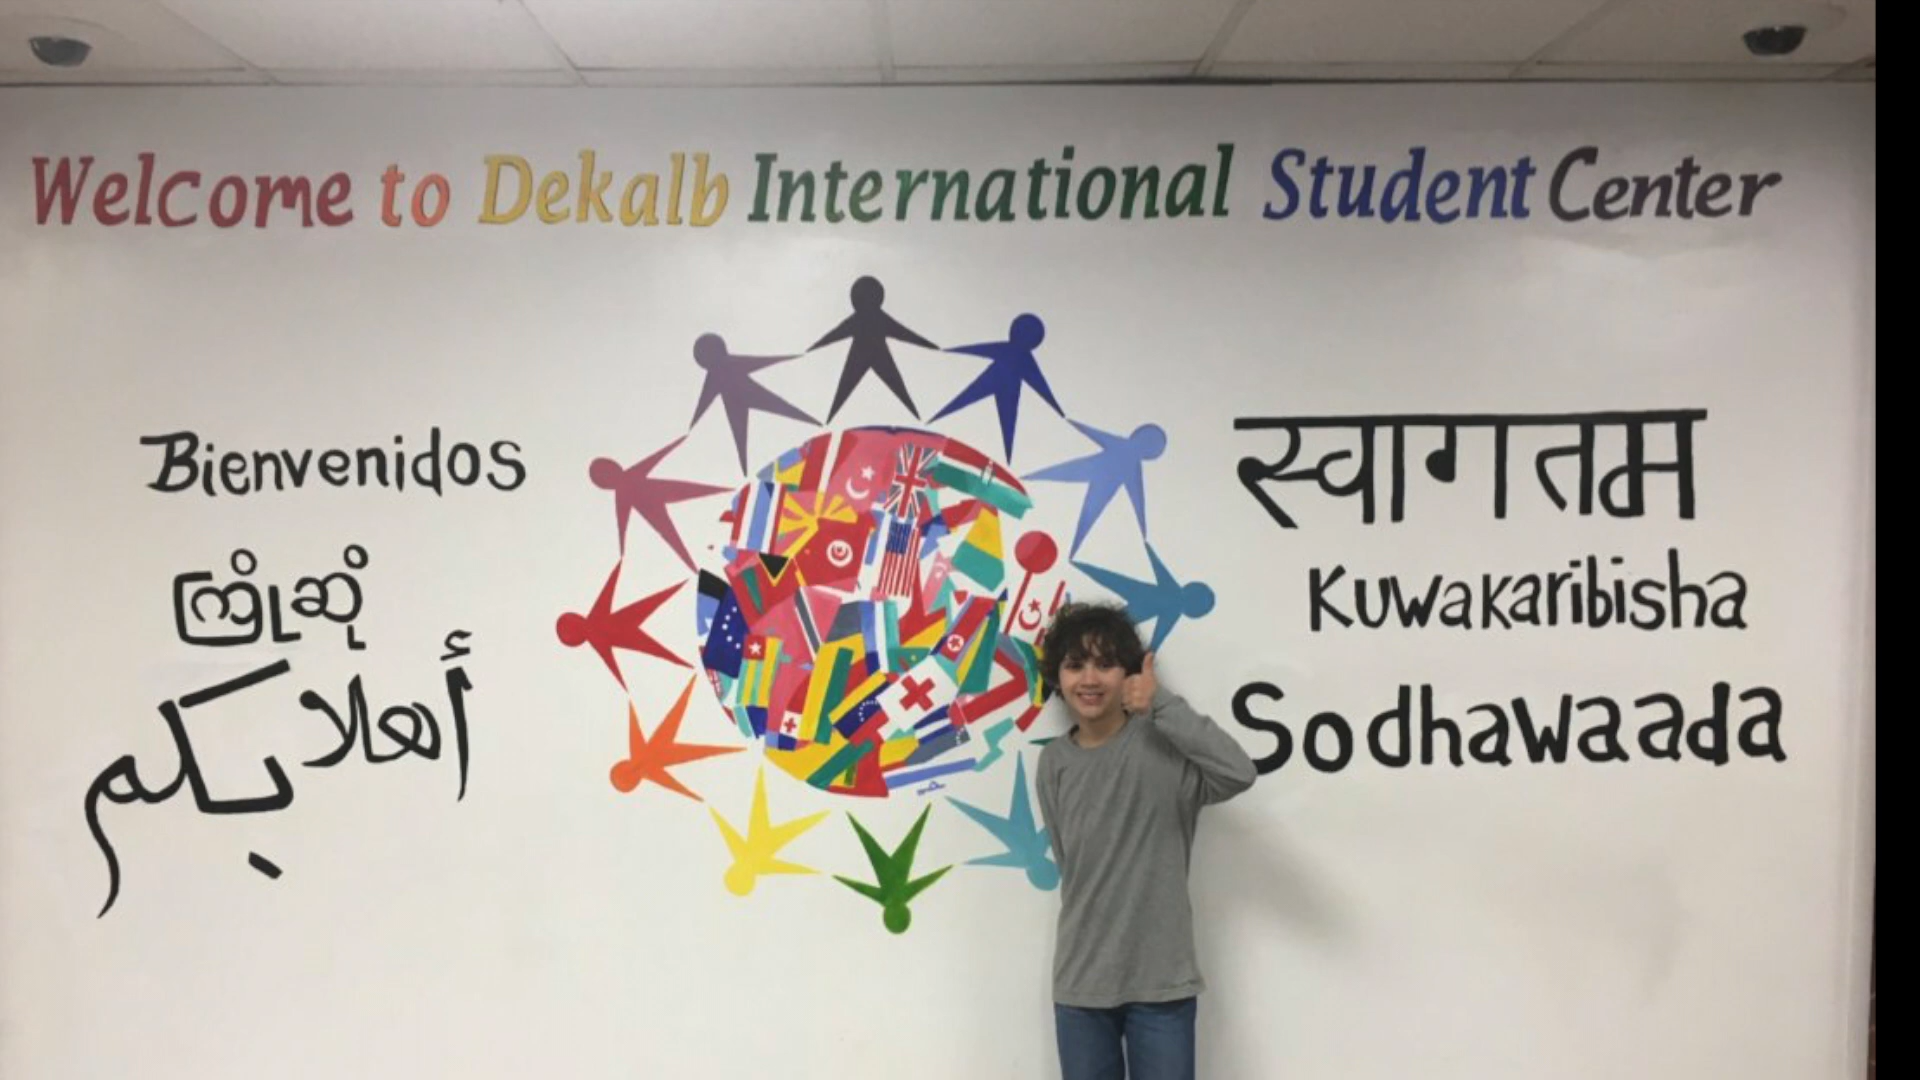 Welcome to Dekalb International Student Center
Bienvenidos
ကြိုဆို
أهلا بكم
स्वागतम
Kuwakaribisha
Sodhawaada